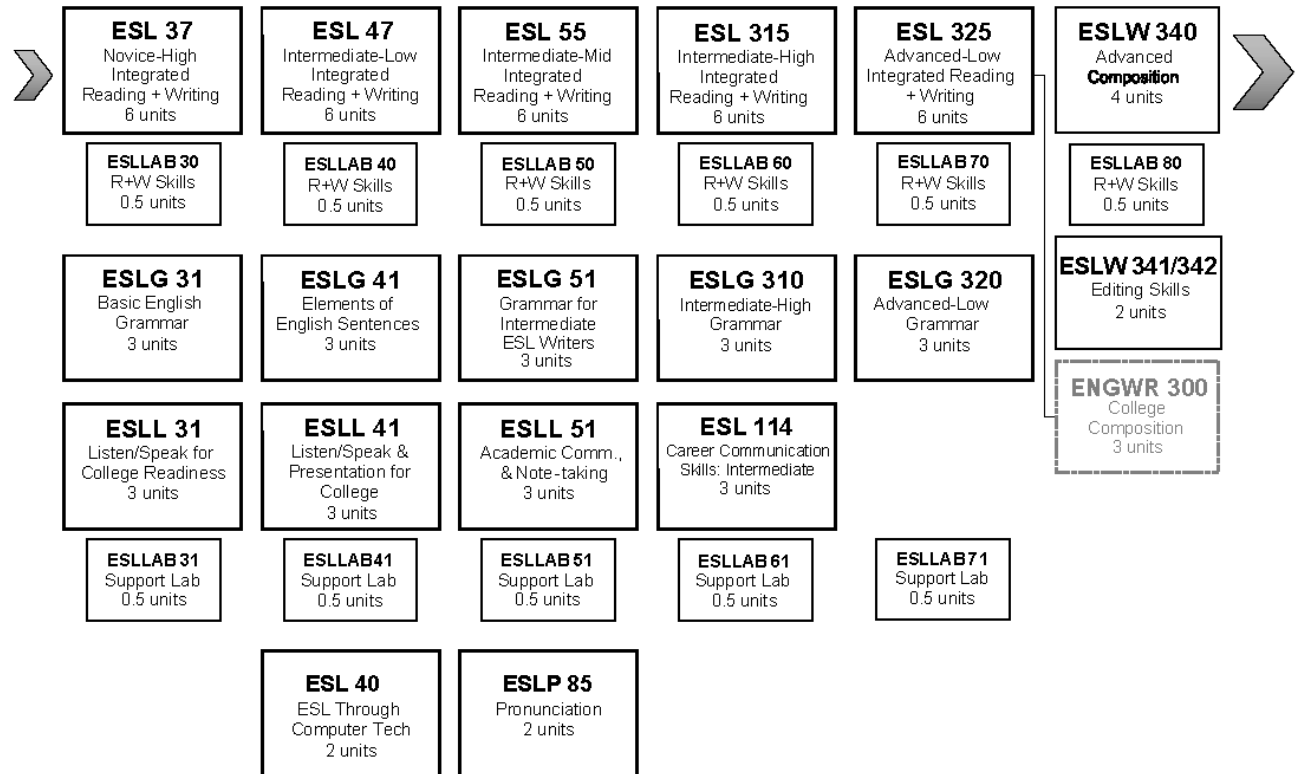 ESL 37
Novice-High
Integrated
Reading + Writing
6 units
ESL 47
Intermediate-Low
Integrated
Reading + Writing
6 units
ESL 55
Intermediate-Mid
Integrated
Reading + Writing
6 units
ESL 315
Intermediate-High
Integrated
Reading + Writing
6 units
ESL 325
Advanced-Low
Integrated Reading
+ Writing
6 units
ESLW 340
Advanced
Composition
4 units
ESLLAB 30
R+W Skills
0.5 units
ESLLAB 40
R+W Skills
0.5 units
ESLLAB 50
R+W Skills
0.5 units
ESLLAB 60
R+W Skills
0.5 units
ESLLAB 70
R+W Skills
0.5 units
ESLLAB 80
R+W Skills
0.5 units
ESLG 31
Basic English
Grammar
3 units
ESLG 41
Elements of
English Sentences
3 units
ESLG 51
Grammar for
Intermediate
ESL Writers
3 units
ESLG 310
Intermediate-High
Grammar
3 units
ESLG 320
Advanced-Low
Grammar
3 units
ESLW 341/342
Editing Skills
2 units
ENGWR 300
College
Composition
3 units
ESLL 31
Listen/Speak for
College Readiness
3 units
ESLL 41
Listen/Speak &
Presentation for
College
3 units
ESLL 51
Academic Comm.,
& Note-taking
3 units
ESL 114
Career Communication
Skills: Intermediate
3 units
ESLLAB31
Support Lab
0.5 units
ESLLAB41
Support Lab
0.5 units
ESLLAB51
Support Lab
0.5 units
ESLLAB61
Support Lab
0.5 units
ESLLAB71
Support Lab
0.5 units
ESL 40
ESL Through
Computer Tech
2 units
ESLP 85
Pronunciation
2 units